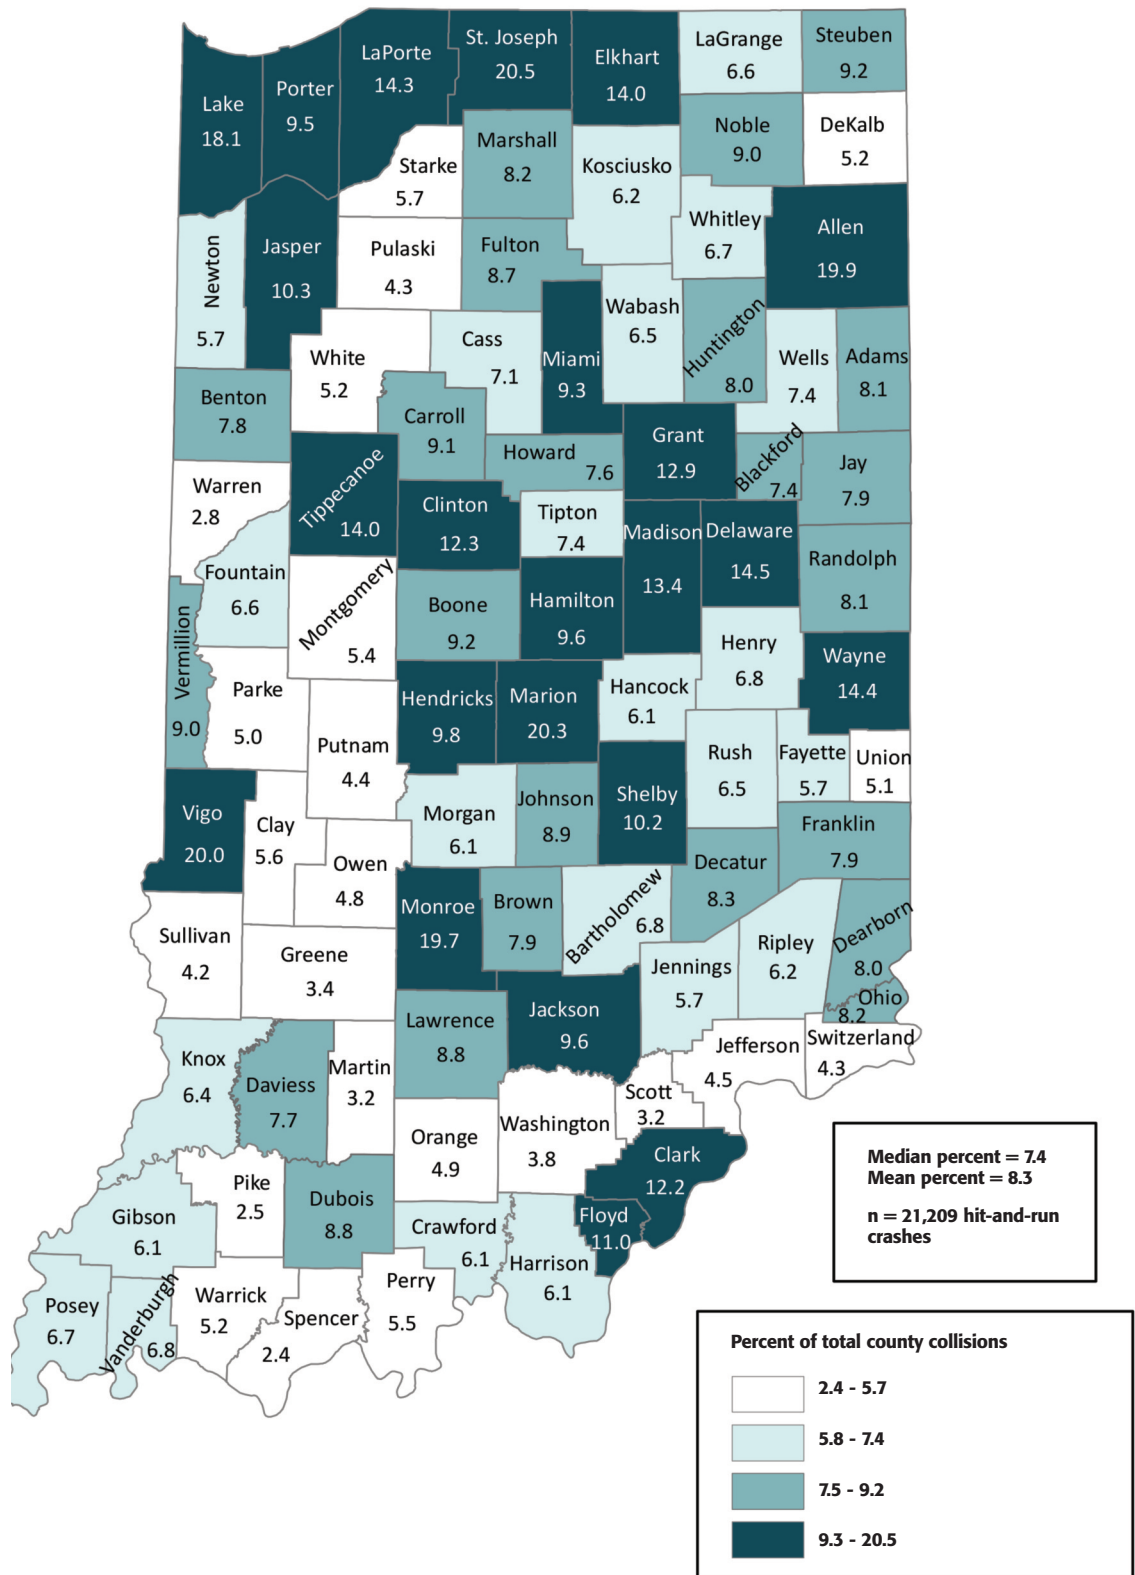 LaPorte
14.3
St. Joseph
20.5
Elkhart
14.0
LaGrange
6.6
Steuben
9.2
Lake
18.1
Porter
9.5
Starke
5.7
Marshall
8.2
Kosciusko
6.2
Noble
9.0
DeKalb
5.2
Whitley
6.7
Allen
19.9
Newton
5.7
Jasper
10.3
Pulaski
4.3
Fulton
8.7
Wabash
6.5
Huntington
8.0
White
5.2
Cass
7.1
Miami
9.3
Wells
7.4
Adams
8.1
Benton
7.8
Carroll
9.1
Howard
7.6
Grant
12.9
Blackford
7.4
Jay
7.9
Warren
2.8
Tippecanoe
14.0
Clinton
12.3
Tipton
7.4
Madison
13.4
Delaware
14.5
Randolph
8.1
Fountain
6.6
Montgomery
5.4
Boone
9.2
Hamilton
9.6
Henry
6.8
Wayne
14.4
Vermillion
9.0
Parke
5.0
Putnam
4.4
Hendricks
9.8
Marion
20.3
Hancock
6.1
Rush
6.5
Fayette
5.7
Union
5.1
Vigo
20.0
Clay
5.6
Morgan
6.1
Johnson
8.9
Shelby
10.2
Franklin
7.9
Owen
4.8
Decatur
8.3
Monroe
19.7
Brown
7.9
Bartholomew
6.8
Dearborn
8.0
Sullivan
4.2
Greene
3.4
Jennings
5.7
Ripley
6.2
Ohio
8.2
Lawrence
8.8
Jackson
9.6
Jefferson
4.5
Switzerland
4.3
Knox
6.4
Daviess
7.7
Martin
3.2
Scott
3.2
Orange
4.9
Washington
3.8
Clark
12.2
Pike
2.5
Dubois
8.8
Gibson
6.1
Crawford
6.1
Floyd
11.0
Harrison
6.1
Posey
6.7
Vanderburgh
6.8
Warrick
5.2
Spencer
2.4
Perry
5.5
Median percent = 7.4
Mean percent = 8.3
n = 21,209 hit-and-run
crashes
Percent of total county collisions
2.4 - 5.7
5.8 - 7.4
7.5 - 9.2
9.3 - 20.5